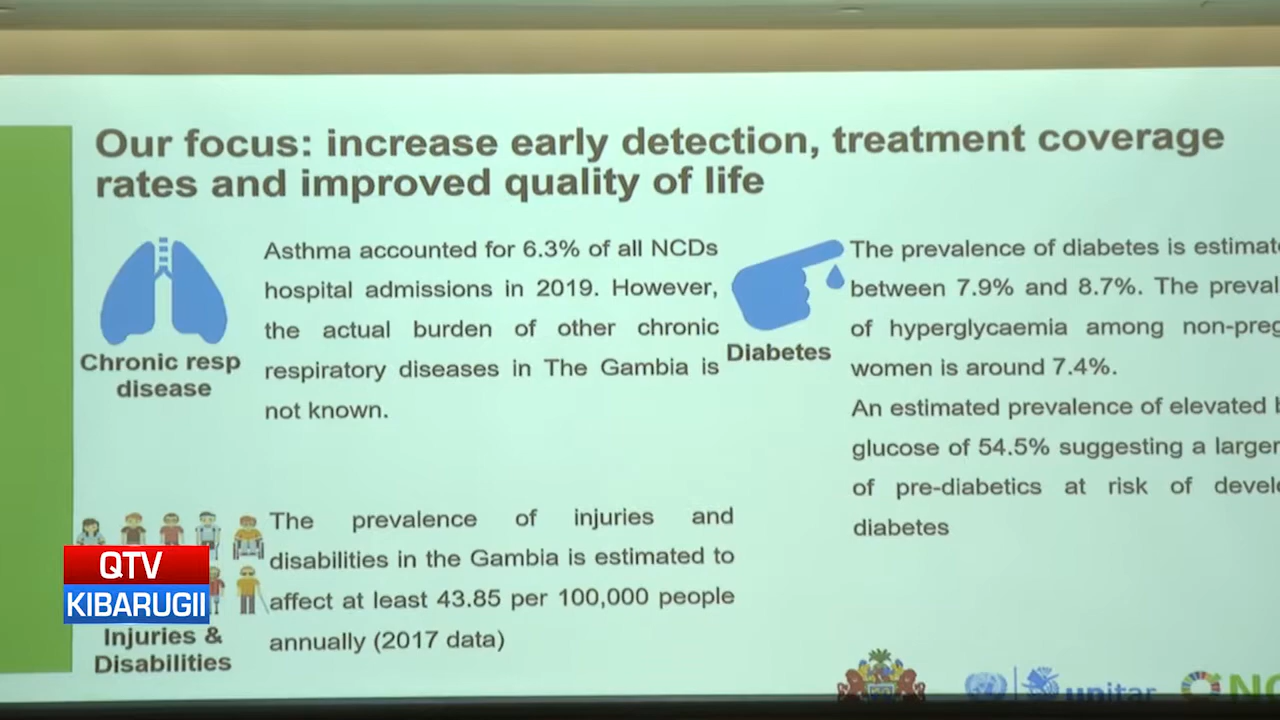 Our focus: increase early detection, treatment coverage
rates and improved quality of life
Chronic resp
disease
Asthma accounted for 6.3% of all NCDs
hospital admissions in 2019. However,
the actual burden of other chronic
respiratory diseases in The Gambia is
not known.
Diabetes
The prevalence of diabetes is
between 7.9% and 8.7%. The
of hyperglycaemia among
women is around 7.4%.
An estimated prevalence of elevated
glucose of 54.5% suggesting a larger
of pre-diabetics at risk of
diabetes
Injuries &
Disabilities
The prevalence of injuries and
disabilities in the Gambia is estimated to
affect at least 43.85 per 100,000 people
annually (2017 data)
QTV
KIBARUGII
unitar